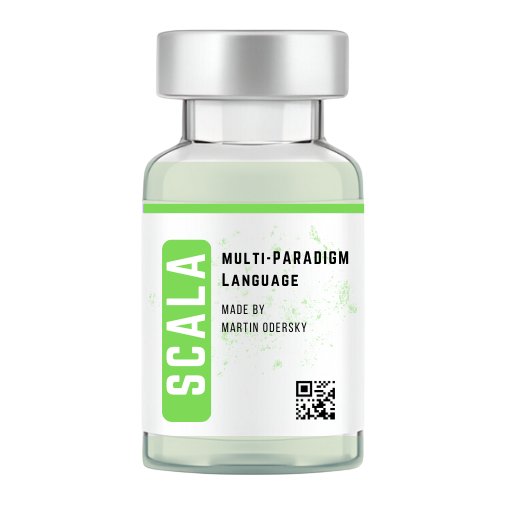 SCALA
MULTI-PARADIGM
LANGUAGE
MADE BY
MARTIN ODERSKY